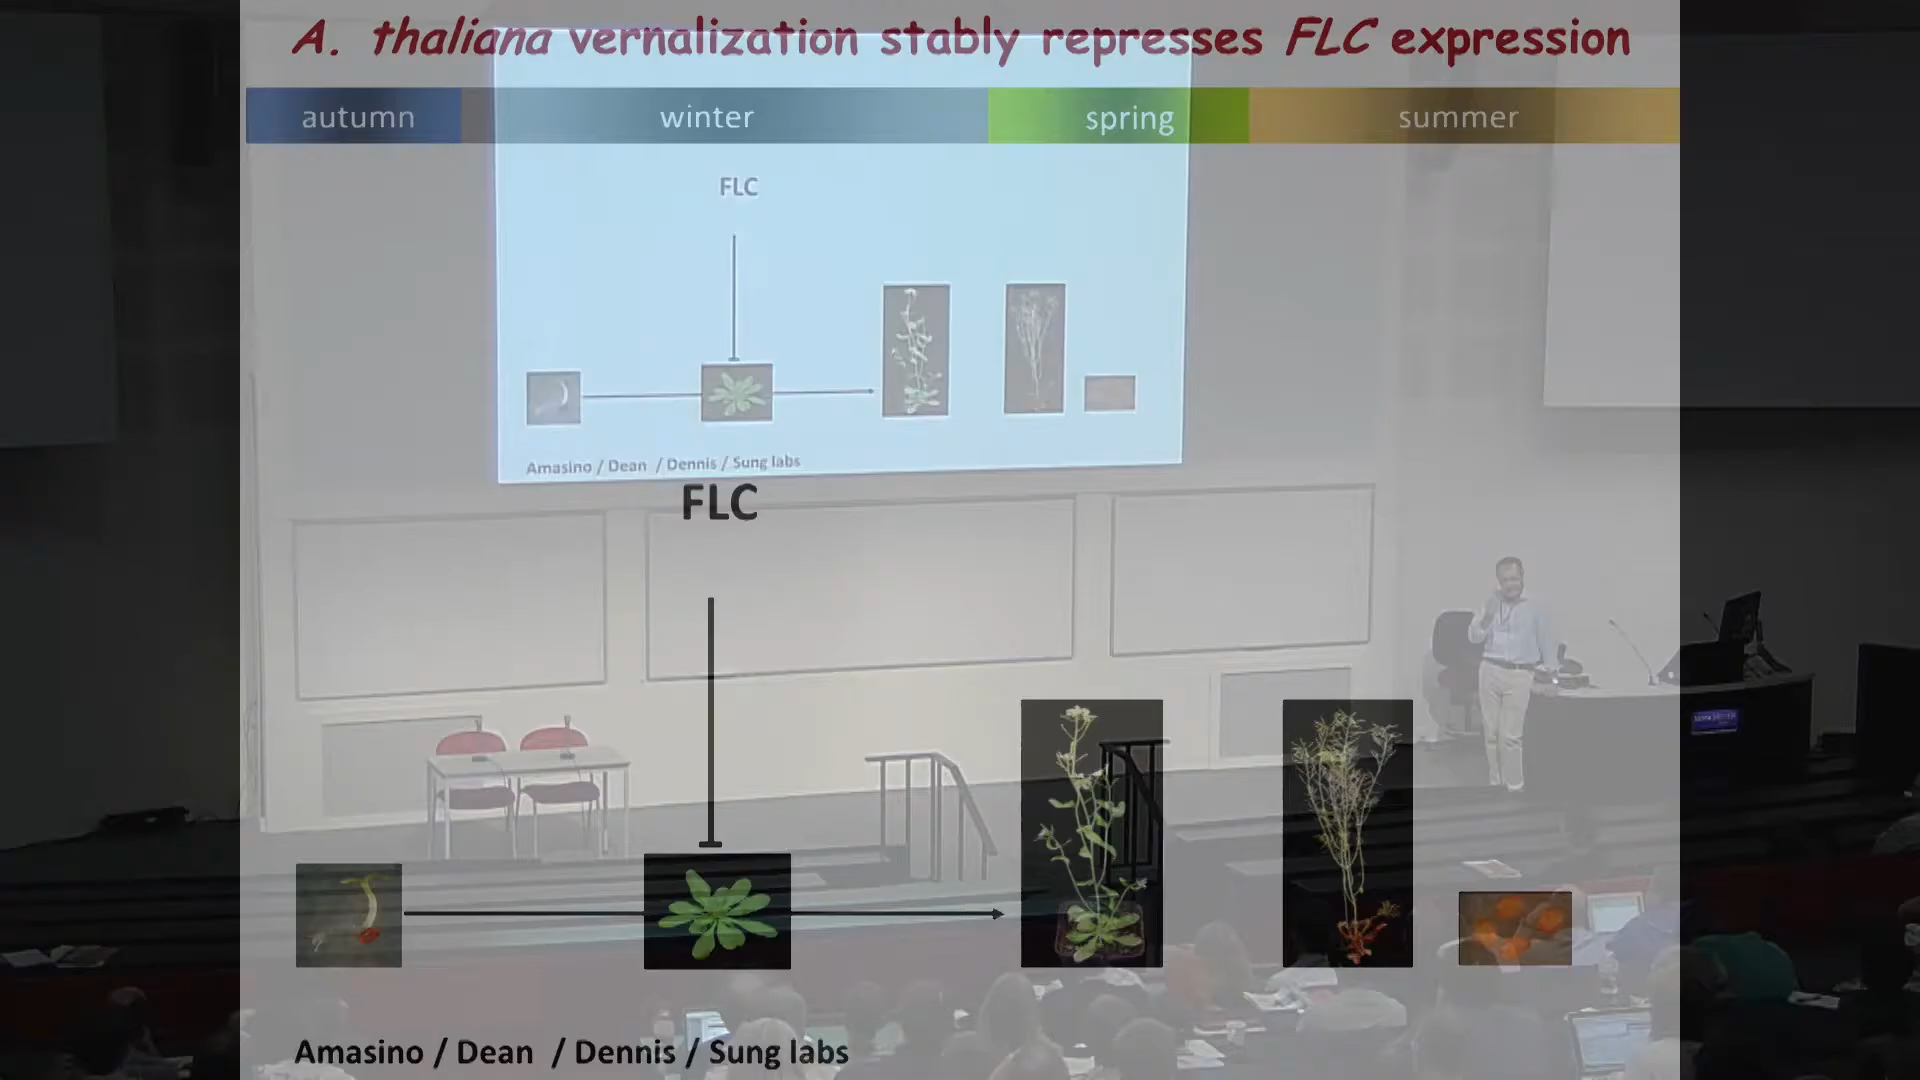 A. thaliana vernalization stably represses FLC expression
autumn winter spring summer
FLC
Amasino / Dean / Dennis / Sung labs
FLC
Amasino / Dean / Dennis / Sung labs